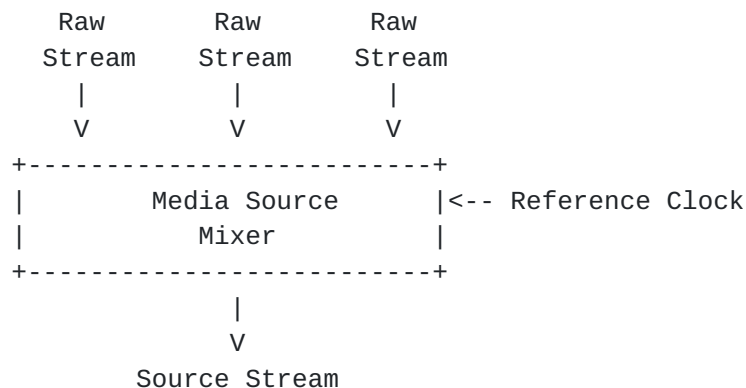 Raw Raw Raw
Stream Stream Stream
| | |
V V V
+--------------------------+
| Media Source |<-- Reference Clock
| Mixer |
+--------------------------+
|
V
Source Stream